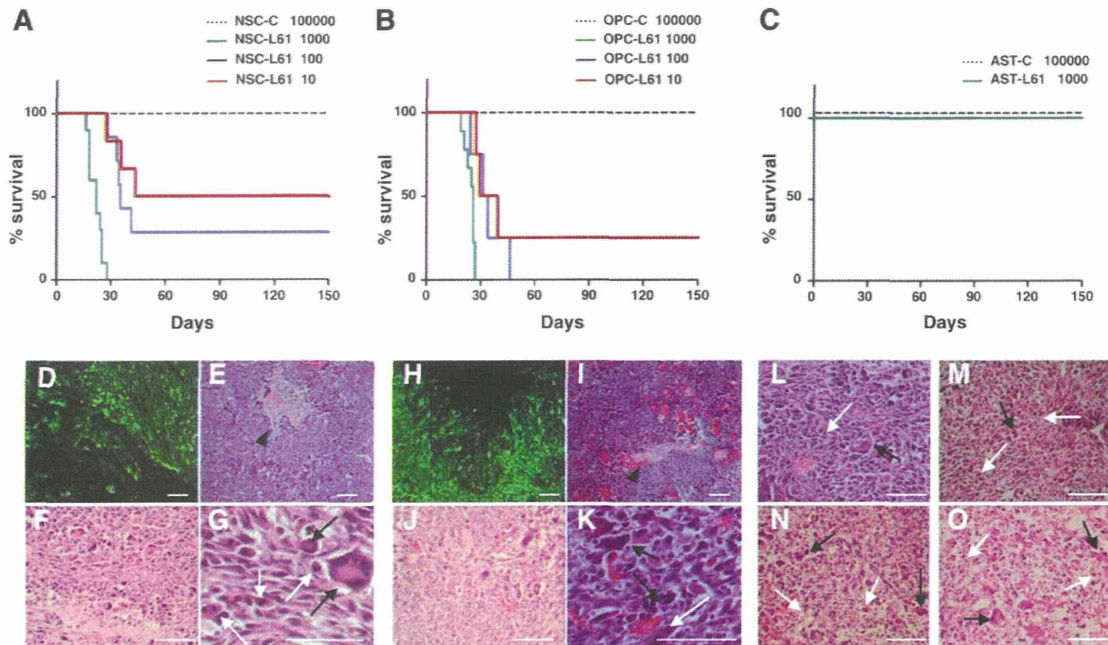 A
NSC-C 100000
NSC-L61 1000
NSC-L61 100
NSC-L61 10
100
50
0
% survival
0 30 60 90 120 150
Days
B
OPC-C 100000
OPC-L61 1000
OPC-L61 100
OPC-L61 10
100
50
0
% survival
0 30 60 90 120 150
Days
C
AST-C 100000
AST-L61 1000
100
50
0
% survival
0 30 60 90 120 150
Days
D
E
H
I
L
M
F
G
J
K
N
O